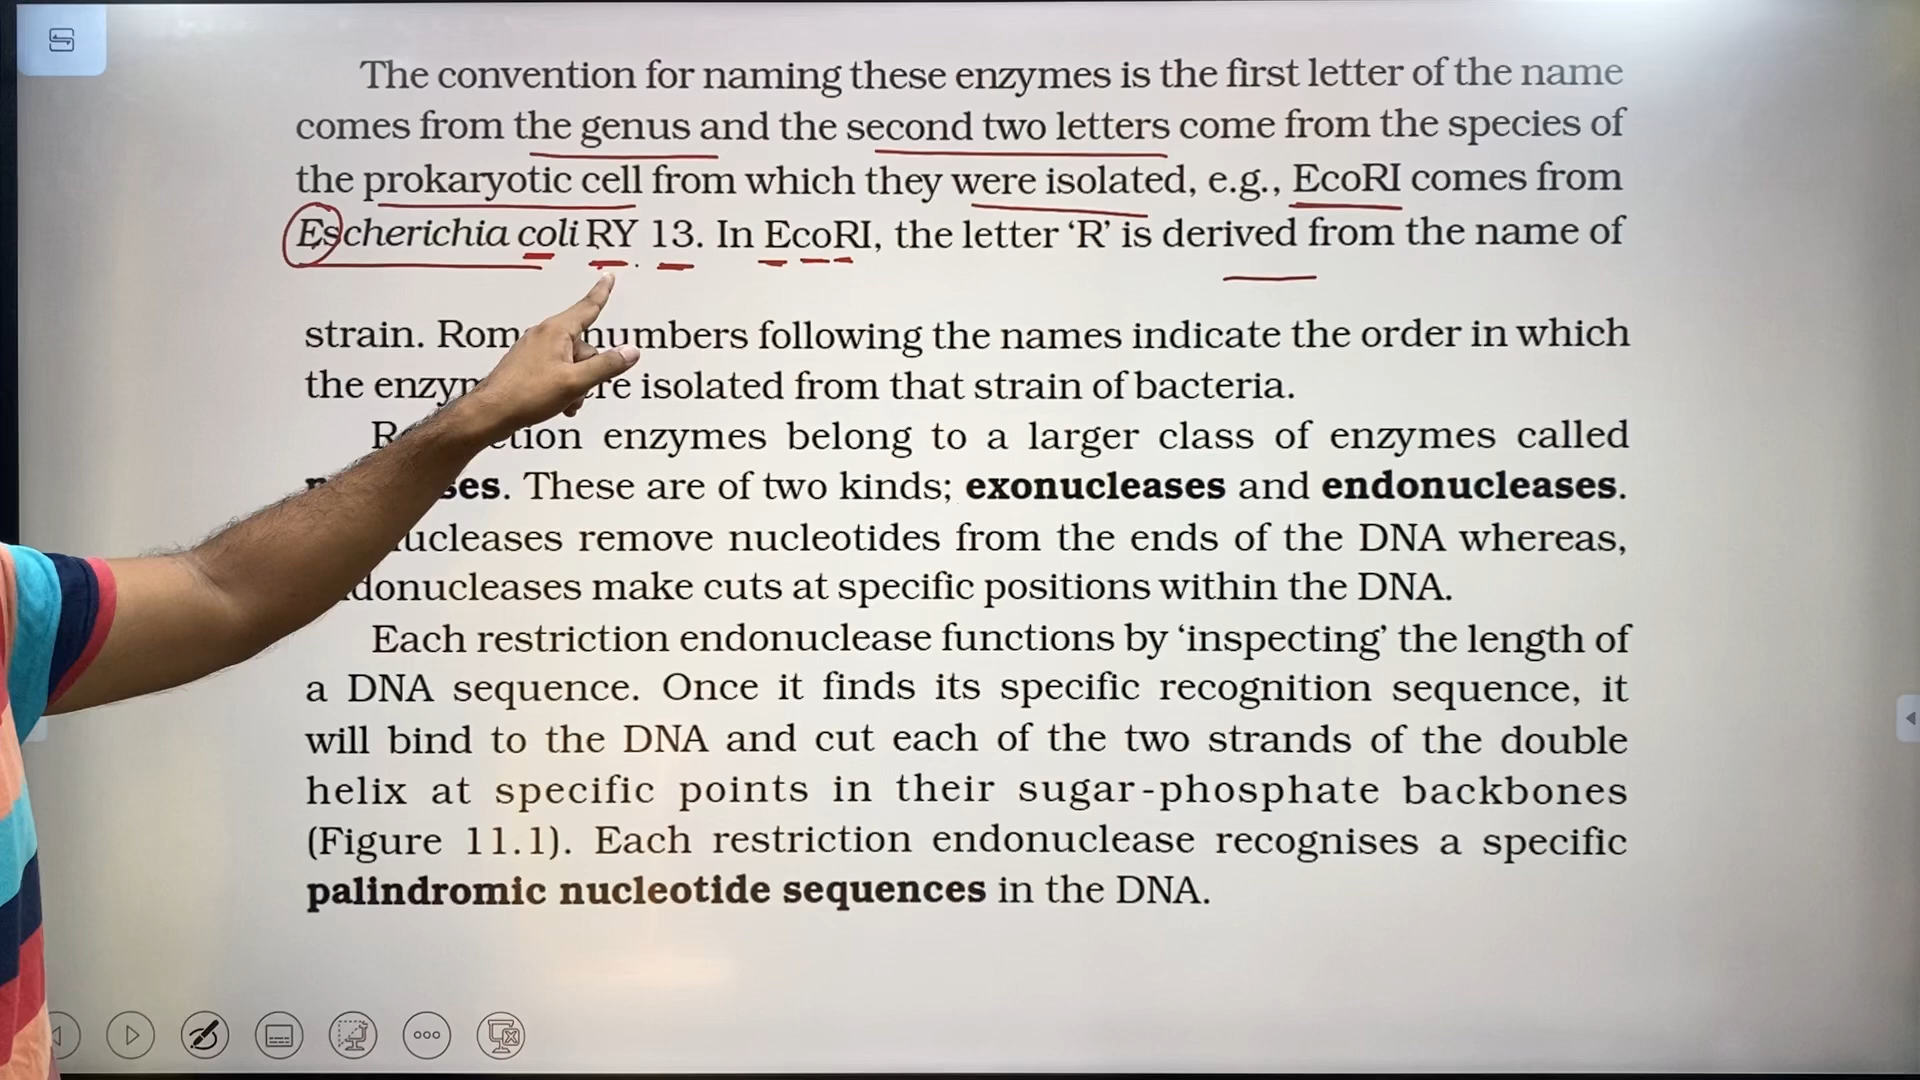 The convention for naming these enzymes is the first letter of the name
comes from the genus and the second two letters come from the species of
the prokaryotic cell from which they were isolated, e.g., EcoRI comes from
Escherichia coli RY 13. In EcoRI, the letter ‘R’ is derived from the name of
strain. numbers following the names indicate the order in which
the isolated from that strain of bacteria.
enzymes belong to a larger class of enzymes called
These are of two kinds; exonucleases and endonucleases.
remove nucleotides from the ends of the DNA whereas,
make cuts at specific positions within the DNA.
Each restriction endonuclease functions by ‘inspecting’ the length of
a DNA sequence. Once it finds its specific recognition sequence, it
will bind to the DNA and cut each of the two strands of the double
helix at specific points in their sugar-phosphate backbones
(Figure 11.1). Each restriction endonuclease recognises a specific
palindromic nucleotide sequences in the DNA.